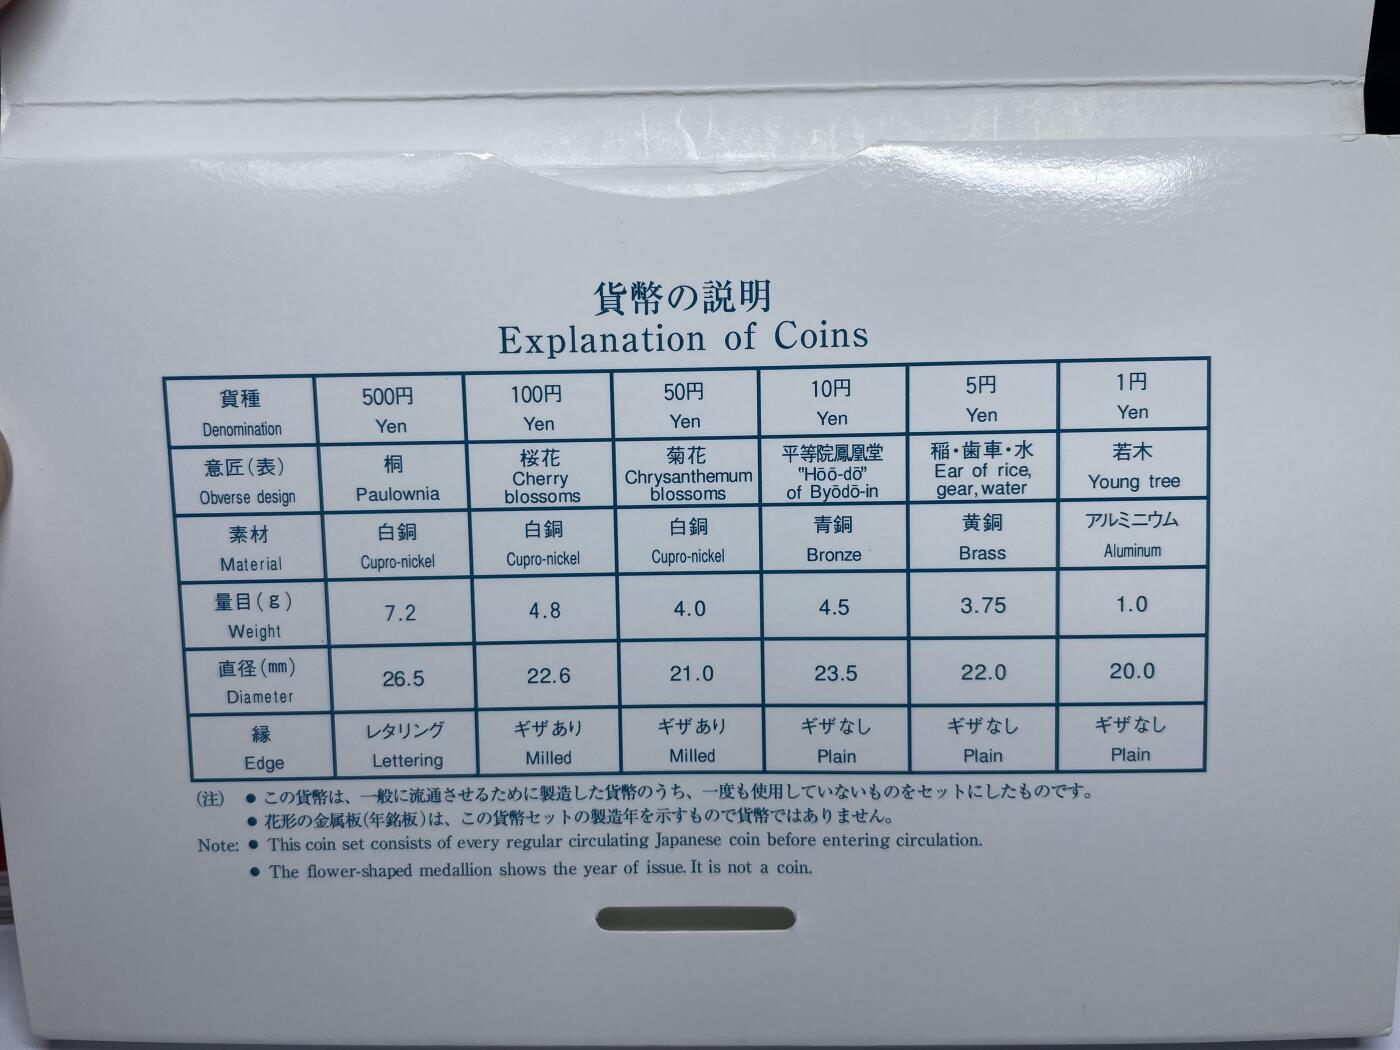 貨幣の説明
Explanation of Coins
貨種 500円 100円 50円 10円 5円 1円
Denomination Yen Yen Yen Yen Yen Yen
意匠(表) 桐 桜花 菊花 平等院鳳凰堂 稲・歯車・水 若木
Obverse design Paulownia Cherry blossoms Chrysanthemum blossoms "Hōō-dō" of Byōdō-in Ear of rice, gear, water Young tree
素材 白銅 白銅 白銅 青銅 黄銅 アルミニウム
Material Cupro-nickel Cupro-nickel Cupro-nickel Bronze Brass Aluminum
量目(g) 7.2 4.8 4.0 4.5 3.75 1.0
Weight
直径(mm) 26.5 22.6 21.0 23.5 22.0 20.0
Diameter
縁 レタリング ギザあり ギザあり ギザなし ギザなし ギザなし
Edge Lettering Milled Milled Plain Plain Plain
(注) ● この貨幣は、一般に流通させるために製造した貨幣のうち、一度も使用していないものをセットにしたものです。
● 花形の金属板(年銘板)は、この貨幣セットの製造年を示すもので貨幣ではありません。
Note: ● This coin set consists of every regular circulating Japanese coin before entering circulation.
● The flower-shaped medallion shows the year of issue. It is not a coin.